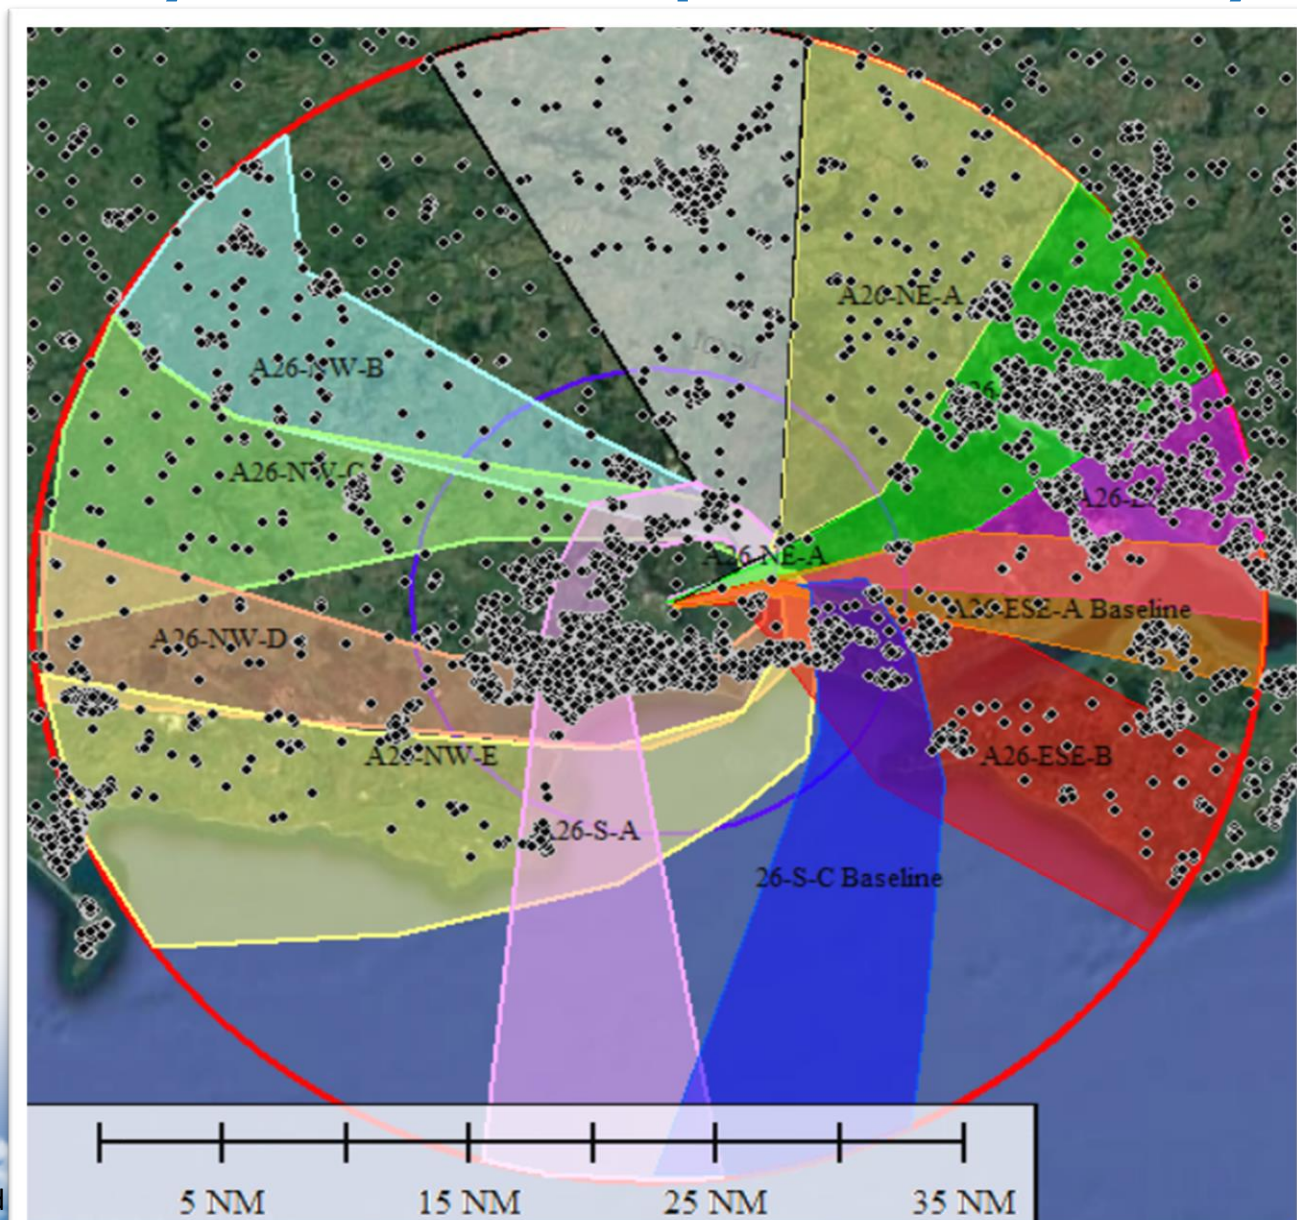 A26-NE-A
A26-NW-B
A26-NW-C
A26-NE-A
A26-ESE-A Baseline
A26-NW-D
A26-NW-E
A26-ESE-B
26-S-A
26-S-C Baseline
5 NM
15 NM
25 NM
35 NM